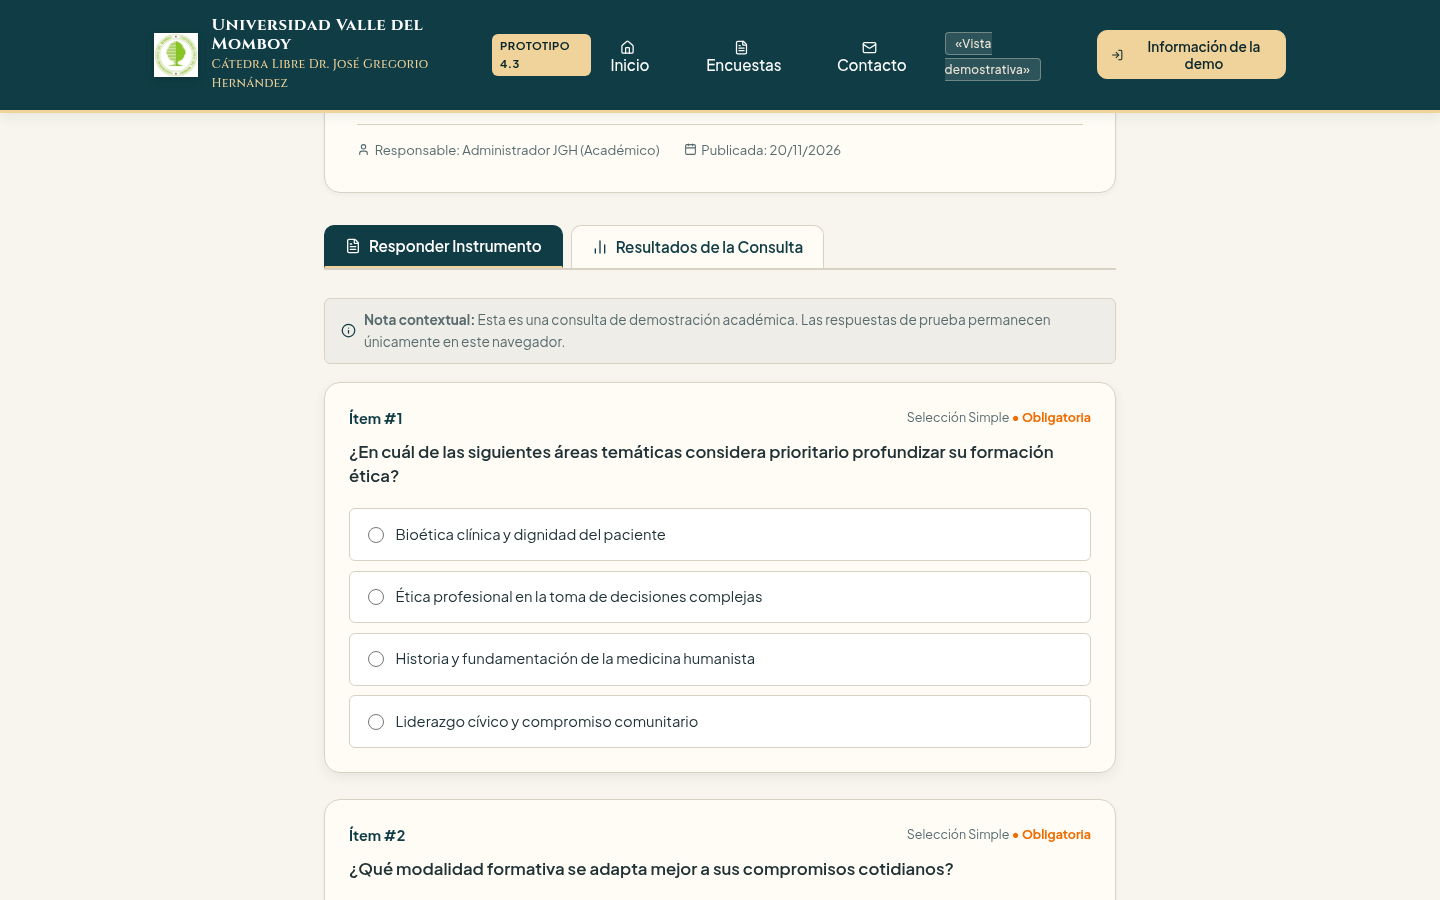 Universidad Valle del
Momboy
Cátedra Libre Dr. José Gregorio
Hernández
PROTOTIPO
4.3
Inicio
Encuestas
Contacto
«Vista
demostrativa»
Información de la
demo
Responsable: Administrador JGH (Académico)
Publicada: 20/11/2026
Responder Instrumento
Resultados de la Consulta
Nota contextual: Esta es una consulta de demostración académica. Las respuestas de prueba permanecen
únicamente en este navegador.
Ítem #1
Selección Simple • Obligatoria
¿En cuál de las siguientes áreas temáticas considera prioritario profundizar su formación
ética?
Bioética clínica y dignidad del paciente
Ética profesional en la toma de decisiones complejas
Historia y fundamentación de la medicina humanista
Liderazgo cívico y compromiso comunitario
Ítem #2
Selección Simple • Obligatoria
¿Qué modalidad formativa se adapta mejor a sus compromisos cotidianos?